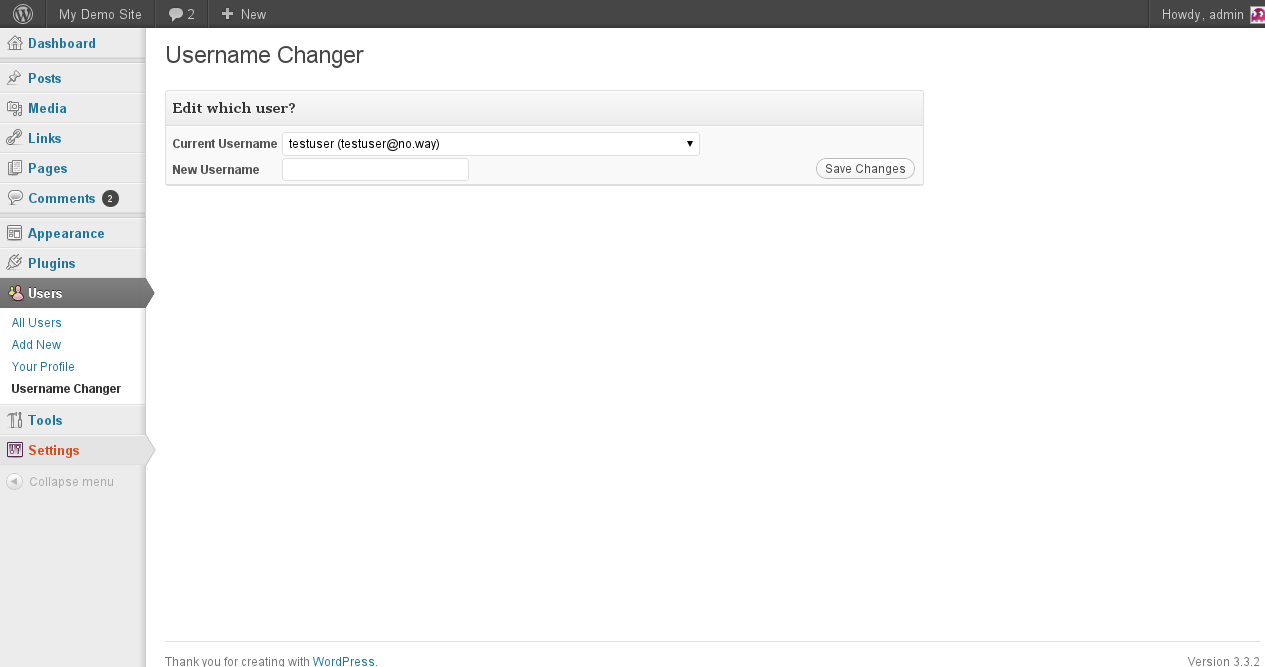 My Demo Site 2 + New Howdy, admin
Dashboard
Posts
Media
Links
Pages
Comments 2
Appearance
Plugins
Users
All Users
Add New
Your Profile
Username Changer
Tools
Settings
Collapse menu
Username Changer
Edit which user?
Current Username testuser (testuser@no.way)
New Username Save Changes
Thank you for creating with WordPress. Version 3.3.2